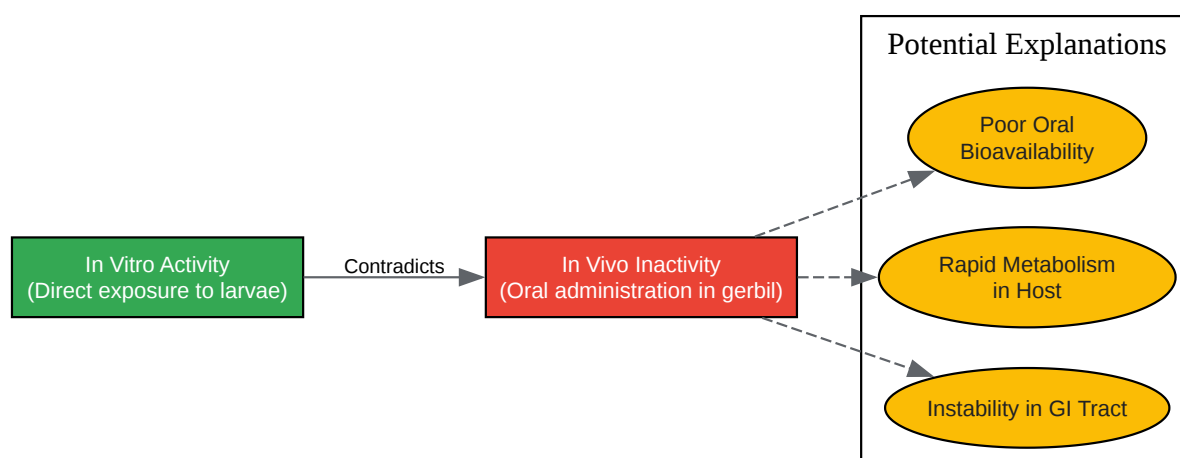 Potential Explanations
Poor Oral
Bioavailability
In Vitro Activity
(Direct exposure to larvae)
Contradicts
In Vivo Inactivity
(Oral administration in gerbil)
Rapid Metabolism
in Host
Instability in GI Tract